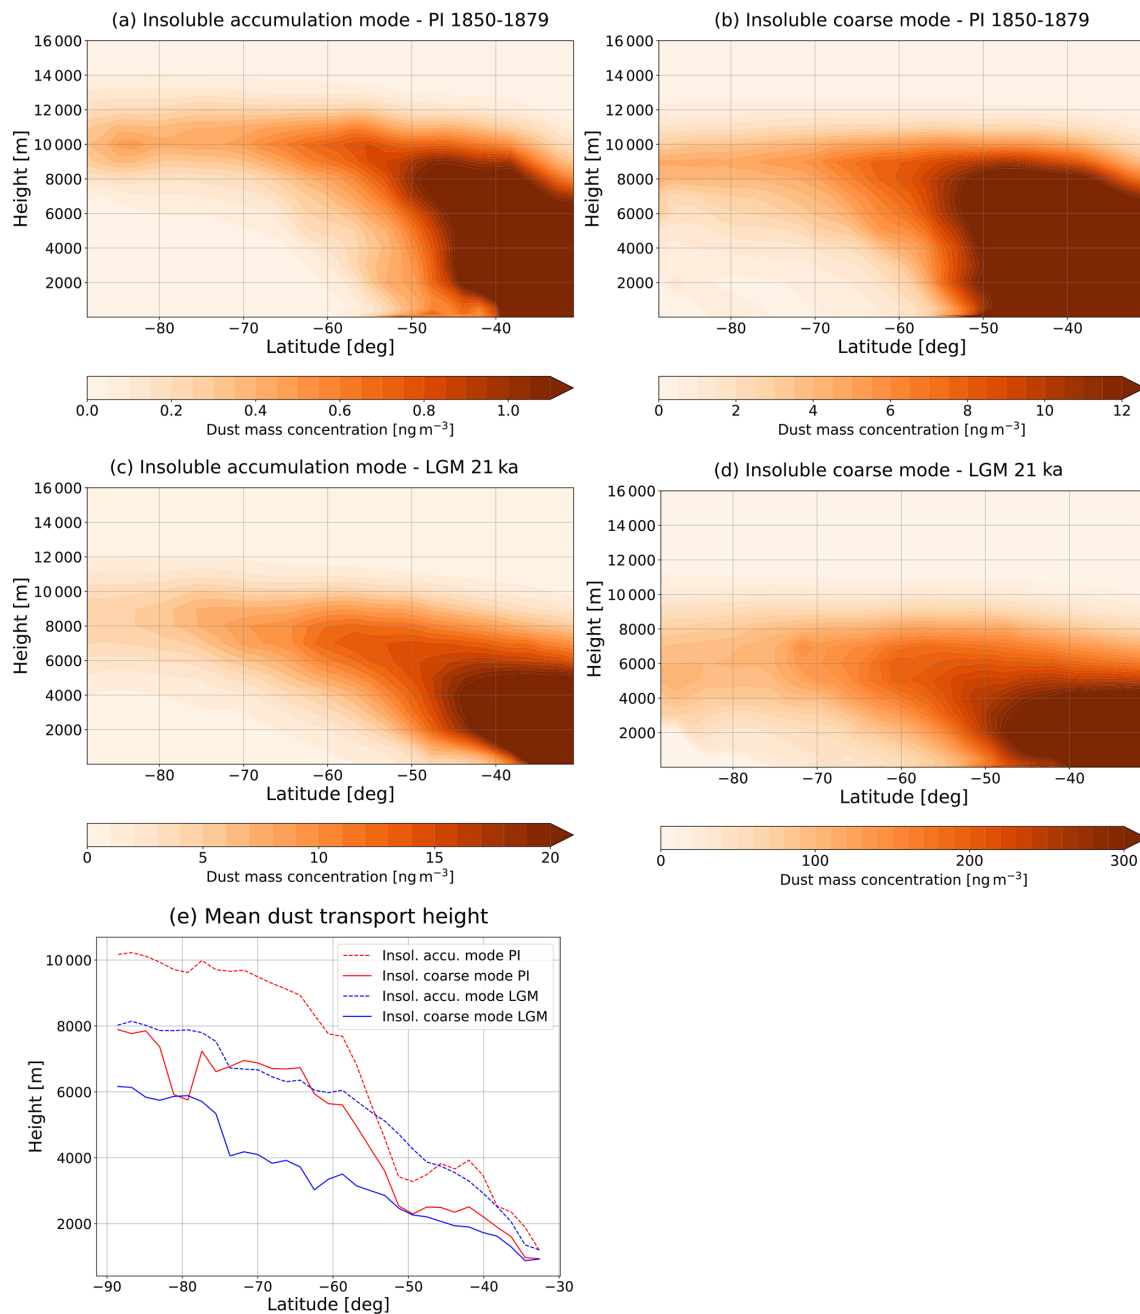 (a) Insoluble accumulation mode - PI 1850-1879
Height [m]
16 000
14 000
12 000
10 000
8000
6000
4000
2000
−80 −70 −60 −50 −40
Latitude [deg]
0.0 0.2 0.4 0.6 0.8 1.0
Dust mass concentration [ng m−3]
(b) Insoluble coarse mode - PI 1850-1879
Height [m]
16 000
14 000
12 000
10 000
8000
6000
4000
2000
−80 −70 −60 −50 −40
Latitude [deg]
0 2 4 6 8 10 12
Dust mass concentration [ng m−3]
(c) Insoluble accumulation mode - LGM 21 ka
Height [m]
16 000
14 000
12 000
10 000
8000
6000
4000
2000
−80 −70 −60 −50 −40
Latitude [deg]
0 5 10 15 20
Dust mass concentration [ng m−3]
(d) Insoluble coarse mode - LGM 21 ka
Height [m]
16 000
14 000
12 000
10 000
8000
6000
4000
2000
−80 −70 −60 −50 −40
Latitude [deg]
0 100 200 300
Dust mass concentration [ng m−3]
(e) Mean dust transport height
Height [m]
10 000
8000
6000
4000
2000
Insol. accu. mode PI
Insol. coarse mode PI
Insol. accu. mode LGM
Insol. coarse mode LGM
−90 −80 −70 −60 −50 −40 −30
Latitude [deg]